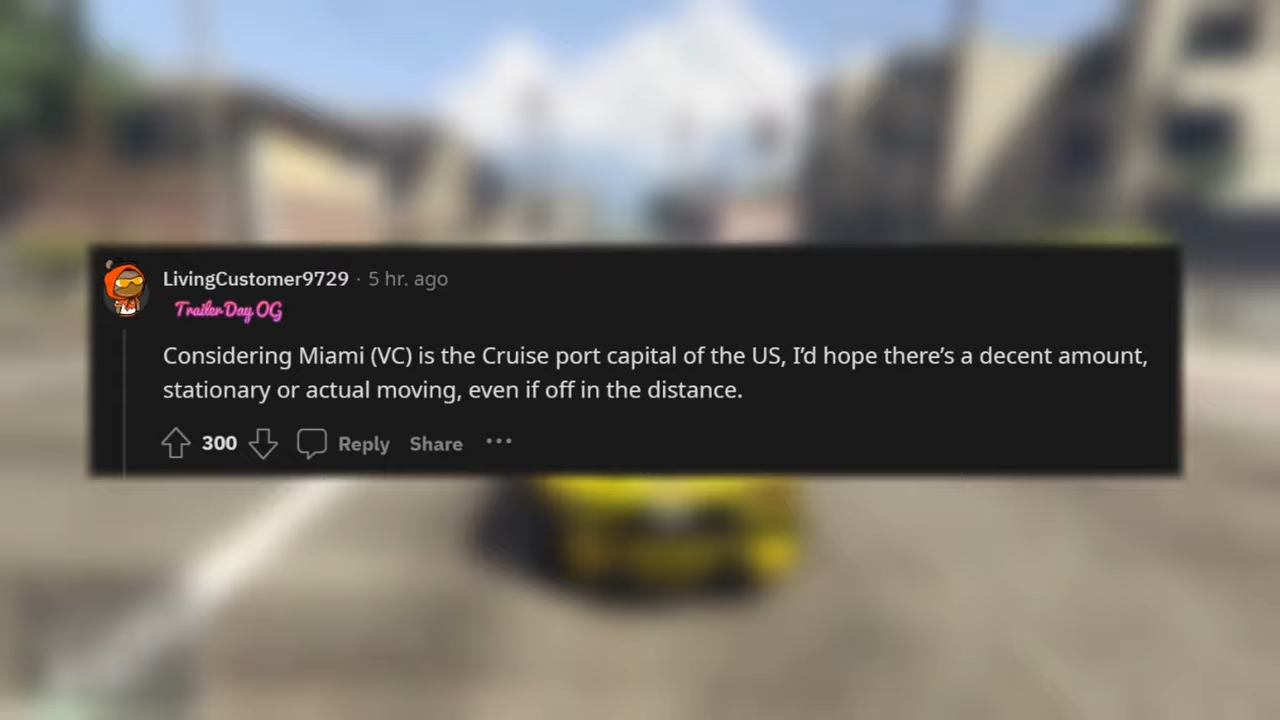 LivingCustomer9729 · 5 hr. ago
Trailer Day OG
Considering Miami (VC) is the Cruise port capital of the US, I’d hope there’s a decent amount,
stationary or actual moving, even if off in the distance.
300 Reply Share ···